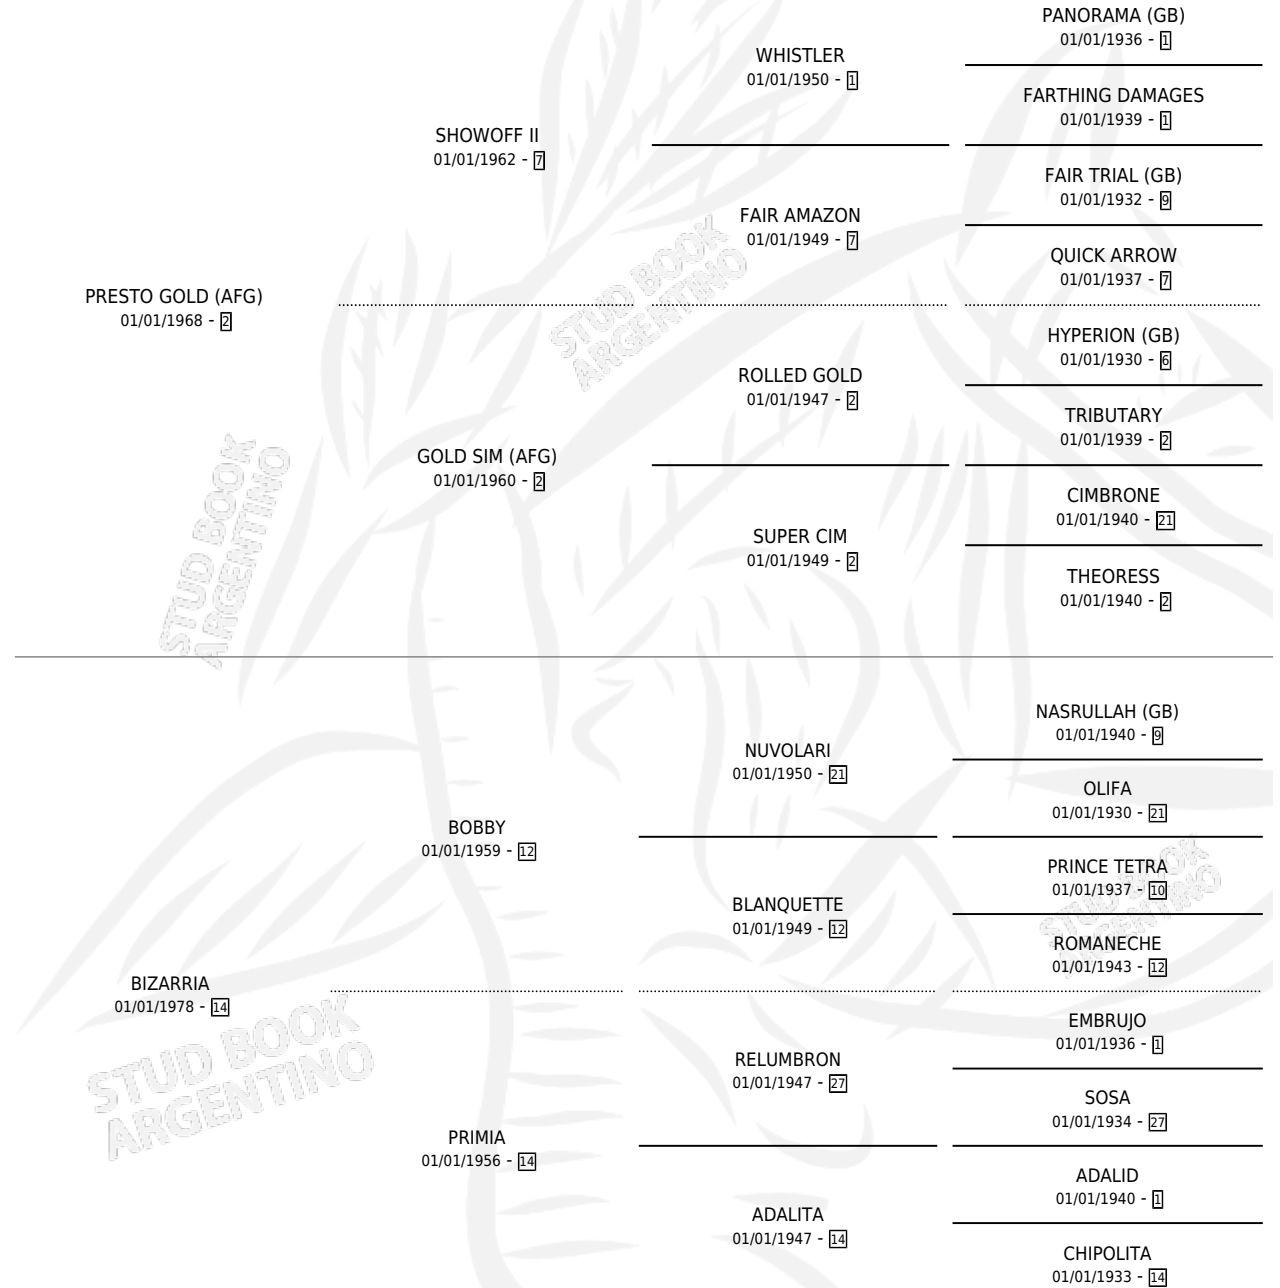 PANORAMA (GB)
01/01/1936 - 1
WHISTLER
01/01/1950 - 1
FARTHING DAMAGES
01/01/1939 - 1
SHOWOFF II
01/01/1962 - 7
FAIR TRIAL (GB)
01/01/1932 - 9
FAIR AMAZON
01/01/1949 - 7
QUICK ARROW
01/01/1937 - 7
PRESTO GOLD (AFG)
01/01/1968 - 2
HYPERION (GB)
01/01/1930 - 6
ROLLED GOLD
01/01/1947 - 2
TRIBUTARY
01/01/1939 - 2
GOLD SIM (AFG)
01/01/1960 - 2
CIMBRONE
01/01/1940 - 21
SUPER CIM
01/01/1949 - 2
THEORESS
01/01/1940 - 2
NASRULLAH (GB)
01/01/1940 - 9
NUVOLARI
01/01/1950 - 21
OLIFA
01/01/1930 - 21
BOBBY
01/01/1959 - 12
PRINCE TETRA
01/01/1937 - 10
BLANQUETTE
01/01/1949 - 12
ROMANECHE
01/01/1943 - 12
BIZARRIA
01/01/1978 - 14
EMBRUJO
01/01/1936 - 1
RELUMBRON
01/01/1947 - 27
SOSA
01/01/1934 - 27
PRIMIA
01/01/1956 - 14
ADALID
01/01/1940 - 1
ADALITA
01/01/1947 - 14
CHIPOLITA
01/01/1933 - 14
STUD BOOK
ARGENTINO
STUD BOOK
ARGENTINO
STUD BOOK
ARGENTINO
STUD BOOK
ARGENTINO